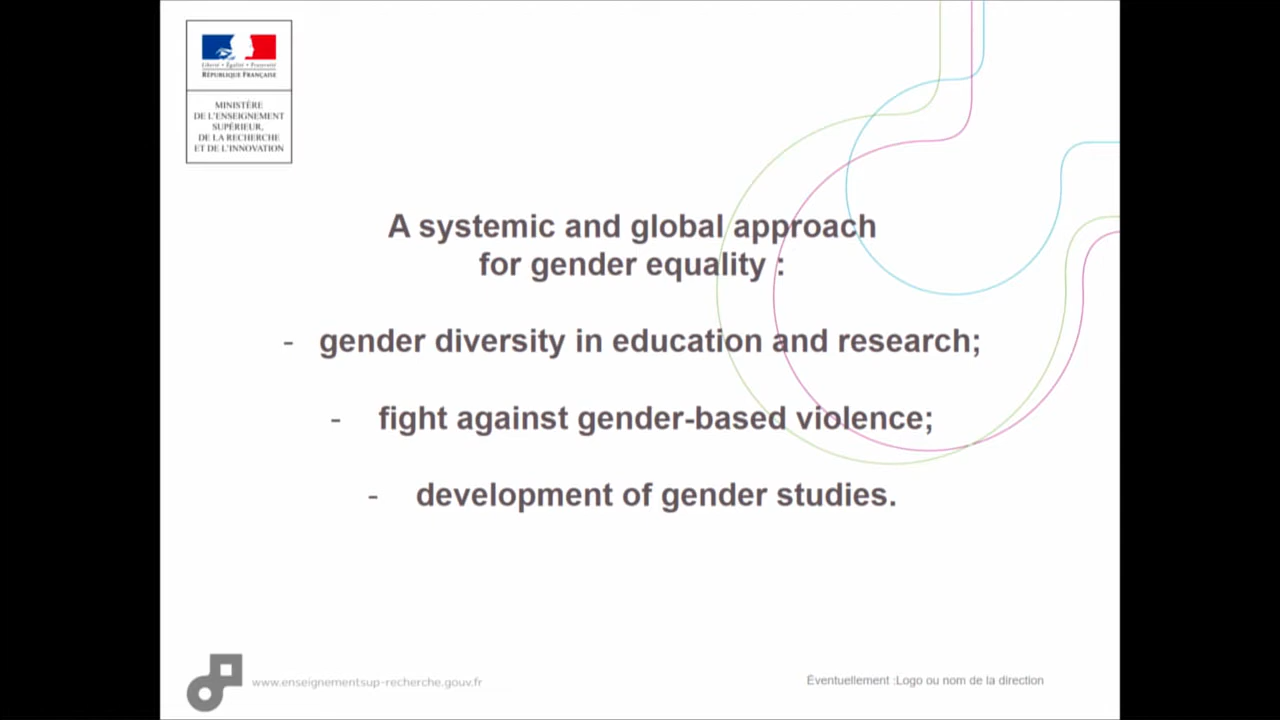 Liberté • Égalité • Fraternité
RÉPUBLIQUE FRANÇAISE
MINISTÈRE
DE L'ENSEIGNEMENT
SUPÉRIEUR,
DE LA RECHERCHE
ET DE L'INNOVATION
A systemic and global approach
for gender equality :
- gender diversity in education and research;
- fight against gender-based violence;
- development of gender studies.
www.enseignementsup-recherche.gouv.fr
Éventuellement :Logo ou nom de la direction